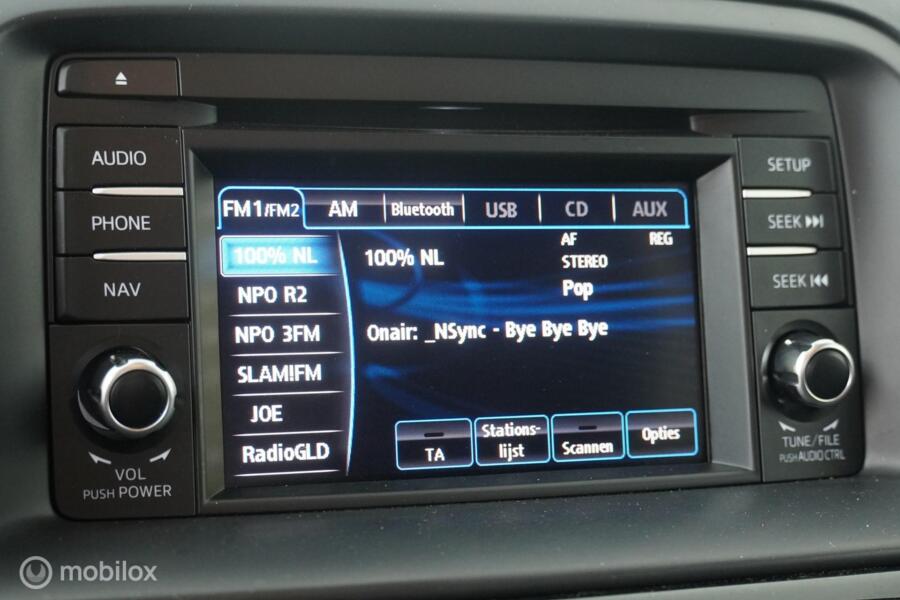 AUDIO
PHONE
NAV
VOL
PUSH POWER
FM1/FM2 AM Bluetooth USB CD AUX
100% NL
NPO R2
NPO 3FM
SLAM!FM
JOE
RadioGLD
100% NL
AF REG
STEREO
Pop
Onair: _NSync - Bye Bye Bye
TA
Stations-
lijst
Scannen
Opties
SETUP
SEEK
SEEK
TUNE/FILE
PUSH AUDIO CTRL
mobilox